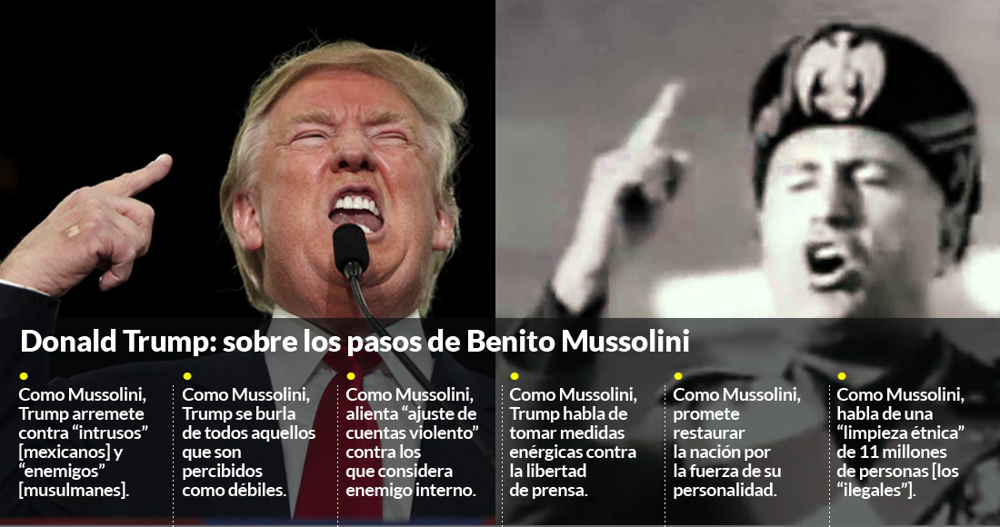 Donald Trump: sobre los pasos de Benito Mussolini
Como Mussolini,
Trump arremete
contra “intrusos”
[mexicanos] y
“enemigos”
[musulmanes].
Como Mussolini,
Trump se burla
de todos aquellos
que son
percibidos
como débiles.
Como Mussolini,
alienta “ajuste de
cuentas violento”
contra los
que considera
enemigo interno.
Como Mussolini,
Trump habla de
tomar medidas
enérgicas contra
la libertad
de prensa.
Como Mussolini,
promete
restaurar
la nación por
la fuerza de su
personalidad.
Como Mussolini,
habla de una
“limpieza étnica”
de 11 millones
de personas [los
“ilegales”].